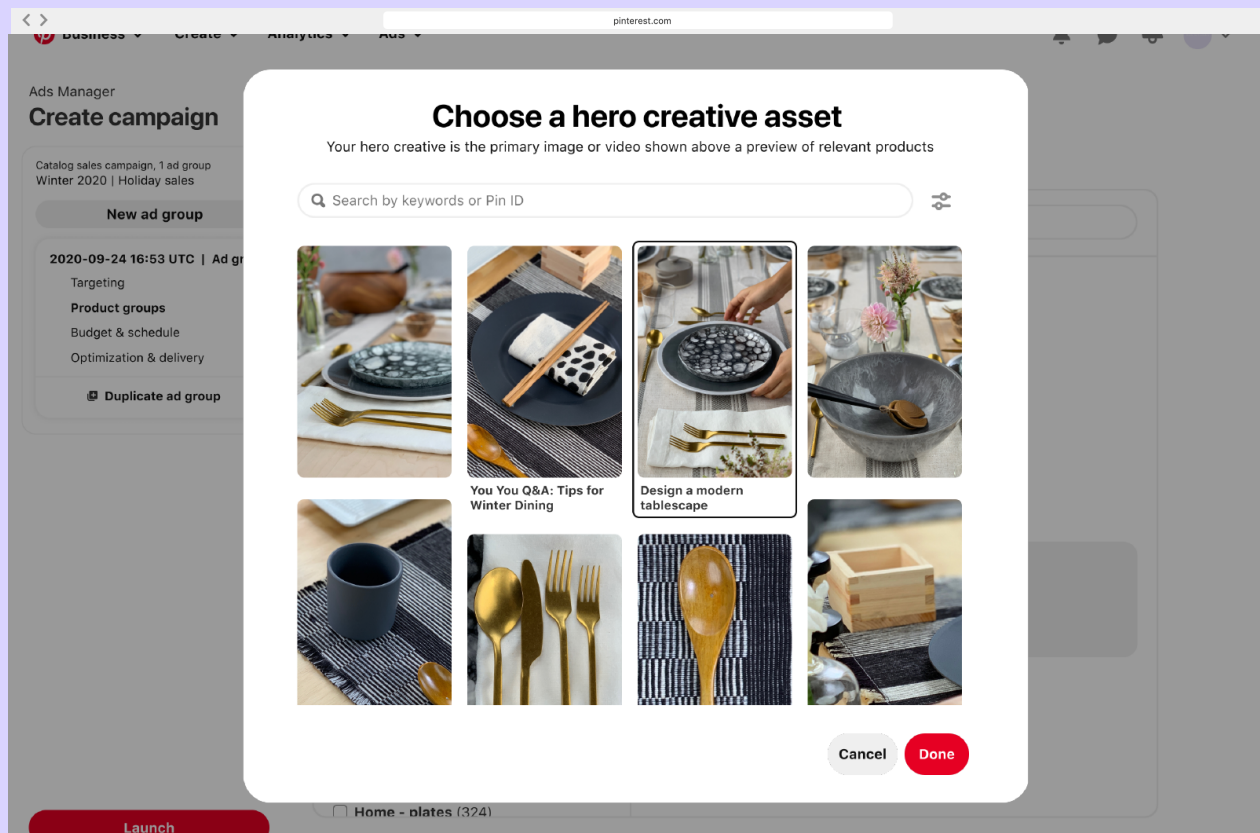 pinterest.com
Business
Create
Analytics
Ads
Ads Manager
Create campaign
Catalog sales campaign, 1 ad group
Winter 2020 | Holiday sales
New ad group
2020-09-24 16:53 UTC | Ad gr
Targeting
Product groups
Budget & schedule
Optimization & delivery
Duplicate ad group
Launch
Choose a hero creative asset
Your hero creative is the primary image or video shown above a preview of relevant products
Search by keywords or Pin ID
You You Q&A: Tips for
Winter Dining
Design a modern
tablescape
Cancel
Done
Home - plates (324)